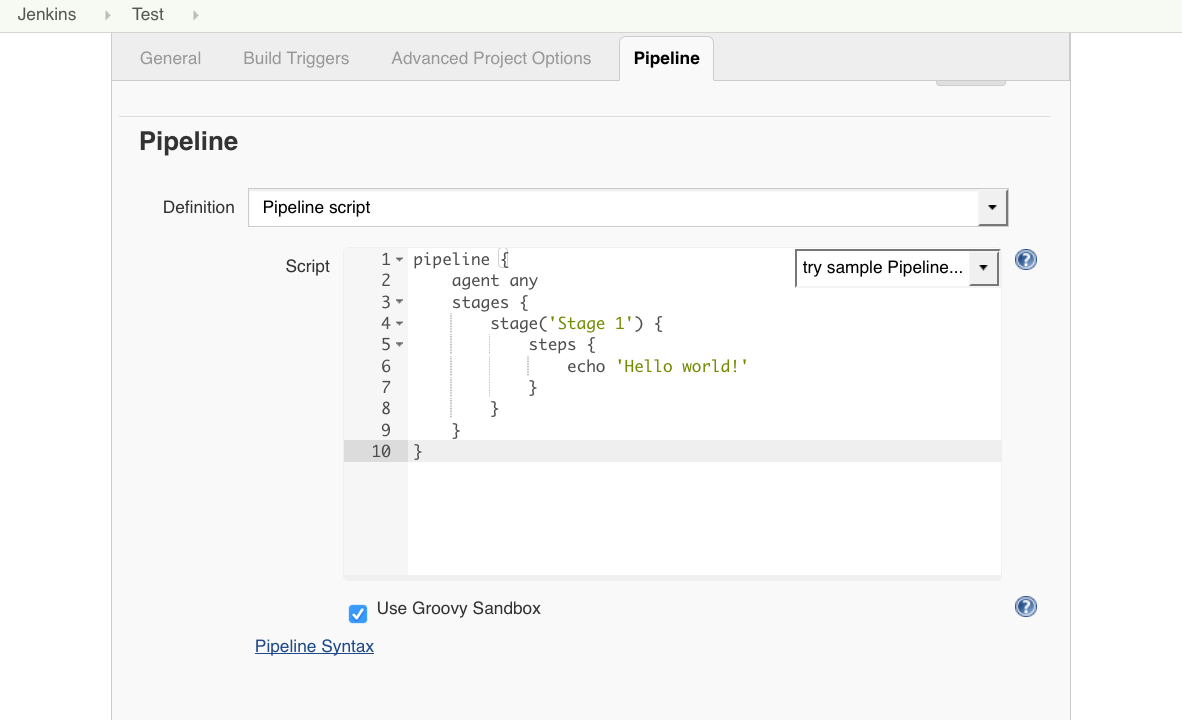 Jenkins Test
General Build Triggers Advanced Project Options Pipeline
Pipeline
Definition Pipeline script
Script
try sample Pipeline...
1 pipeline {
2     agent any
3     stages {
4         stage('Stage 1') {
5             steps {
6                 echo 'Hello world!'
7             }
8         }
9     }
10 }
Use Groovy Sandbox
Pipeline Syntax